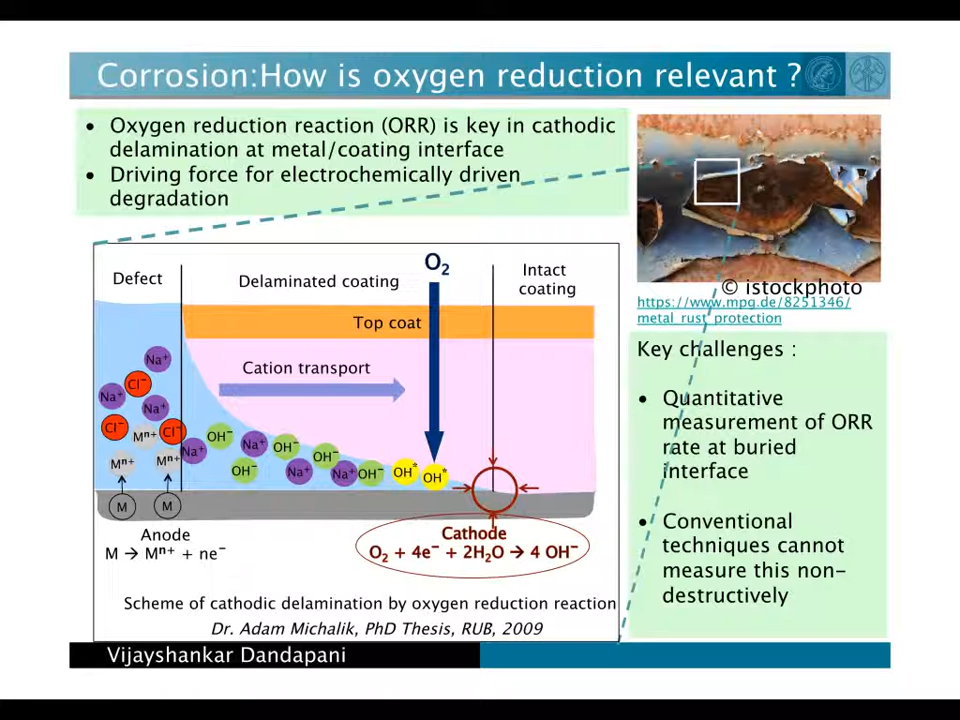 Corrosion:How is oxygen reduction relevant ?
• Oxygen reduction reaction (ORR) is key in cathodic
delamination at metal/coating interface
• Driving force for electrochemically driven
degradation
© istockphoto
https://www.mpg.de/8251346/
metal_rust_protection
Defect
Delaminated coating
O₂
Intact
coating
Top coat
Cation transport
Na⁺
Cl⁻
Na⁺
Na⁺
Cl⁻
Mⁿ⁺
Cl⁻
OH⁻
Na⁺
Na⁺
OH⁻
OH⁻
Mⁿ⁺
Mⁿ⁺
OH⁻
Na⁺
Na⁺
OH⁻
OH*
OH*
M
M
Anode
M → Mⁿ⁺ + ne⁻
Cathode
O₂ + 4e⁻ + 2H₂O → 4 OH⁻
Scheme of cathodic delamination by oxygen reduction reaction
Dr. Adam Michalik, PhD Thesis, RUB, 2009
Key challenges :
• Quantitative
measurement of ORR
rate at buried
interface
• Conventional
techniques cannot
measure this non-
destructively
Vijayshankar Dandapani